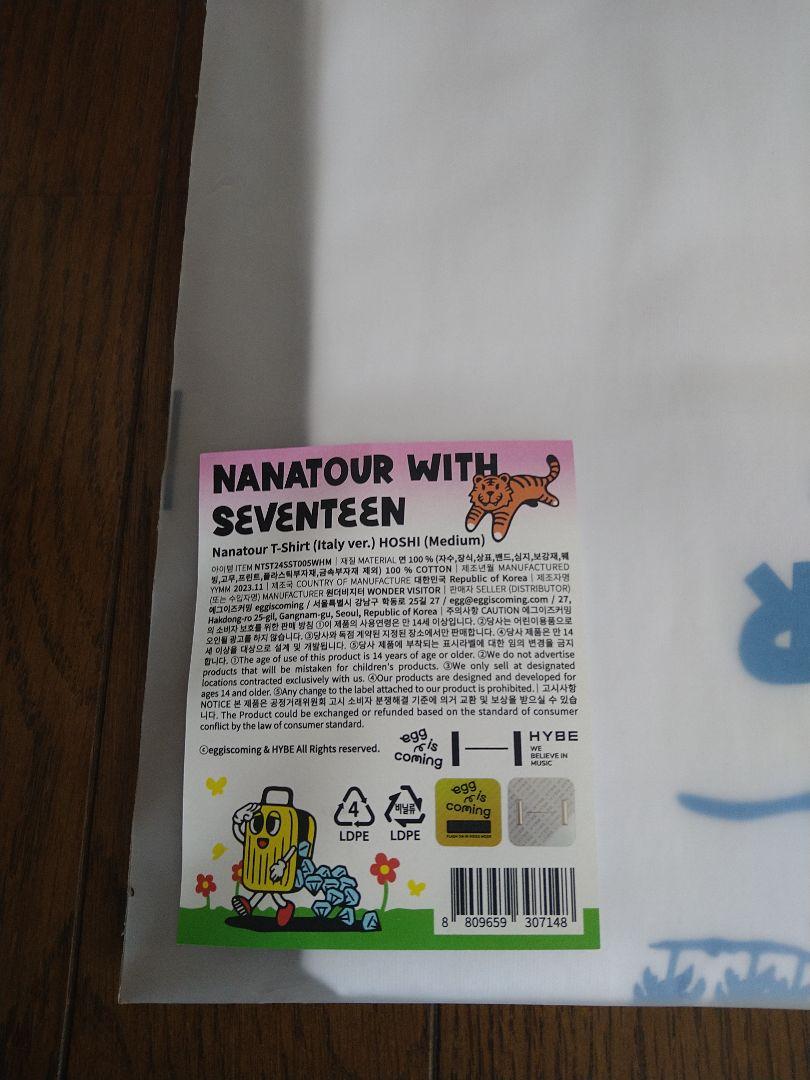 NANATOUR WITH
SEVENTEEN
Nanatour T-Shirt (Italy ver.) HOSHI (Medium)
아이템 ITEM NTST24SST005WHM | 재질 MATERIAL 면 100 % (자수,장식,상표,밴드,심지,보강재,웨
빙,고무,프린트,플라스틱부자재,금속부자재 제외) 100 % COTTON | 제조년월 MANUFACTURED
YYMM 2023.11 | 제조국 COUNTRY OF MANUFACTURE 대한민국 Republic of Korea | 제조자명
(또는 수입자명) MANUFACTURER 원더비지터 WONDER VISITOR | 판매자 SELLER (DISTRIBUTOR)
에그이즈커밍 eggiscoming / 서울특별시 강남구 학동로 25길 27 / egg@eggiscoming.com / 27,
Hakdong-ro 25-gil, Gangnam-gu, Seoul, Republic of Korea | 주의사항 CAUTION 에그이즈커밍
의 소비자 보호를 위한 판매 방침 ①이 제품의 사용연령은 만 14세 이상입니다. ②당사는 어린이용품으로
오인될 광고를 하지 않습니다. ③당사와 독점 계약된 지정된 장소에서만 판매합니다. ④당사 제품은 만 14
세 이상을 대상으로 설계 및 개발됩니다. ⑤당사 제품에 부착되는 표시라벨에 대한 임의 변경을 금지
합니다. ①The age of use of this product is 14 years of age or older. ②We do not advertise
products that will be mistaken for children's products. ③We only sell at designated
locations contracted exclusively with us. ④Our products are designed and developed for
ages 14 and older. ⑤Any change to the label attached to our product is prohibited. | 고시사항
NOTICE 본 제품은 공정거래위원회 고시 소비자 분쟁해결 기준에 의거 교환 및 보상을 받으실 수 있습
니다. The Product could be exchanged or refunded based on the standard of consumer
conflict by the law of consumer standard.
ⓒeggiscoming & HYBE All Rights reserved.
egg
is
coming
HYBE
WE
BELIEVE IN
MUSIC
4
LDPE
비닐류
LDPE
egg
is
coming
8 809659 307148